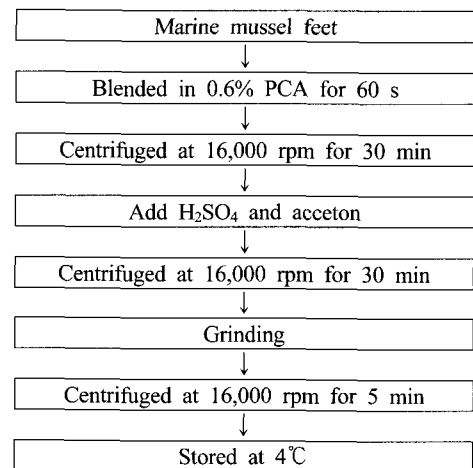 Marine mussel feet
Blended in 0.6% PCA for 60 s
Centrifuged at 16,000 rpm for 30 min
Add H₂SO₄ and acceton
Centrifuged at 16,000 rpm for 30 min
Grinding
Centrifuged at 16,000 rpm for 5 min
Stored at 4℃